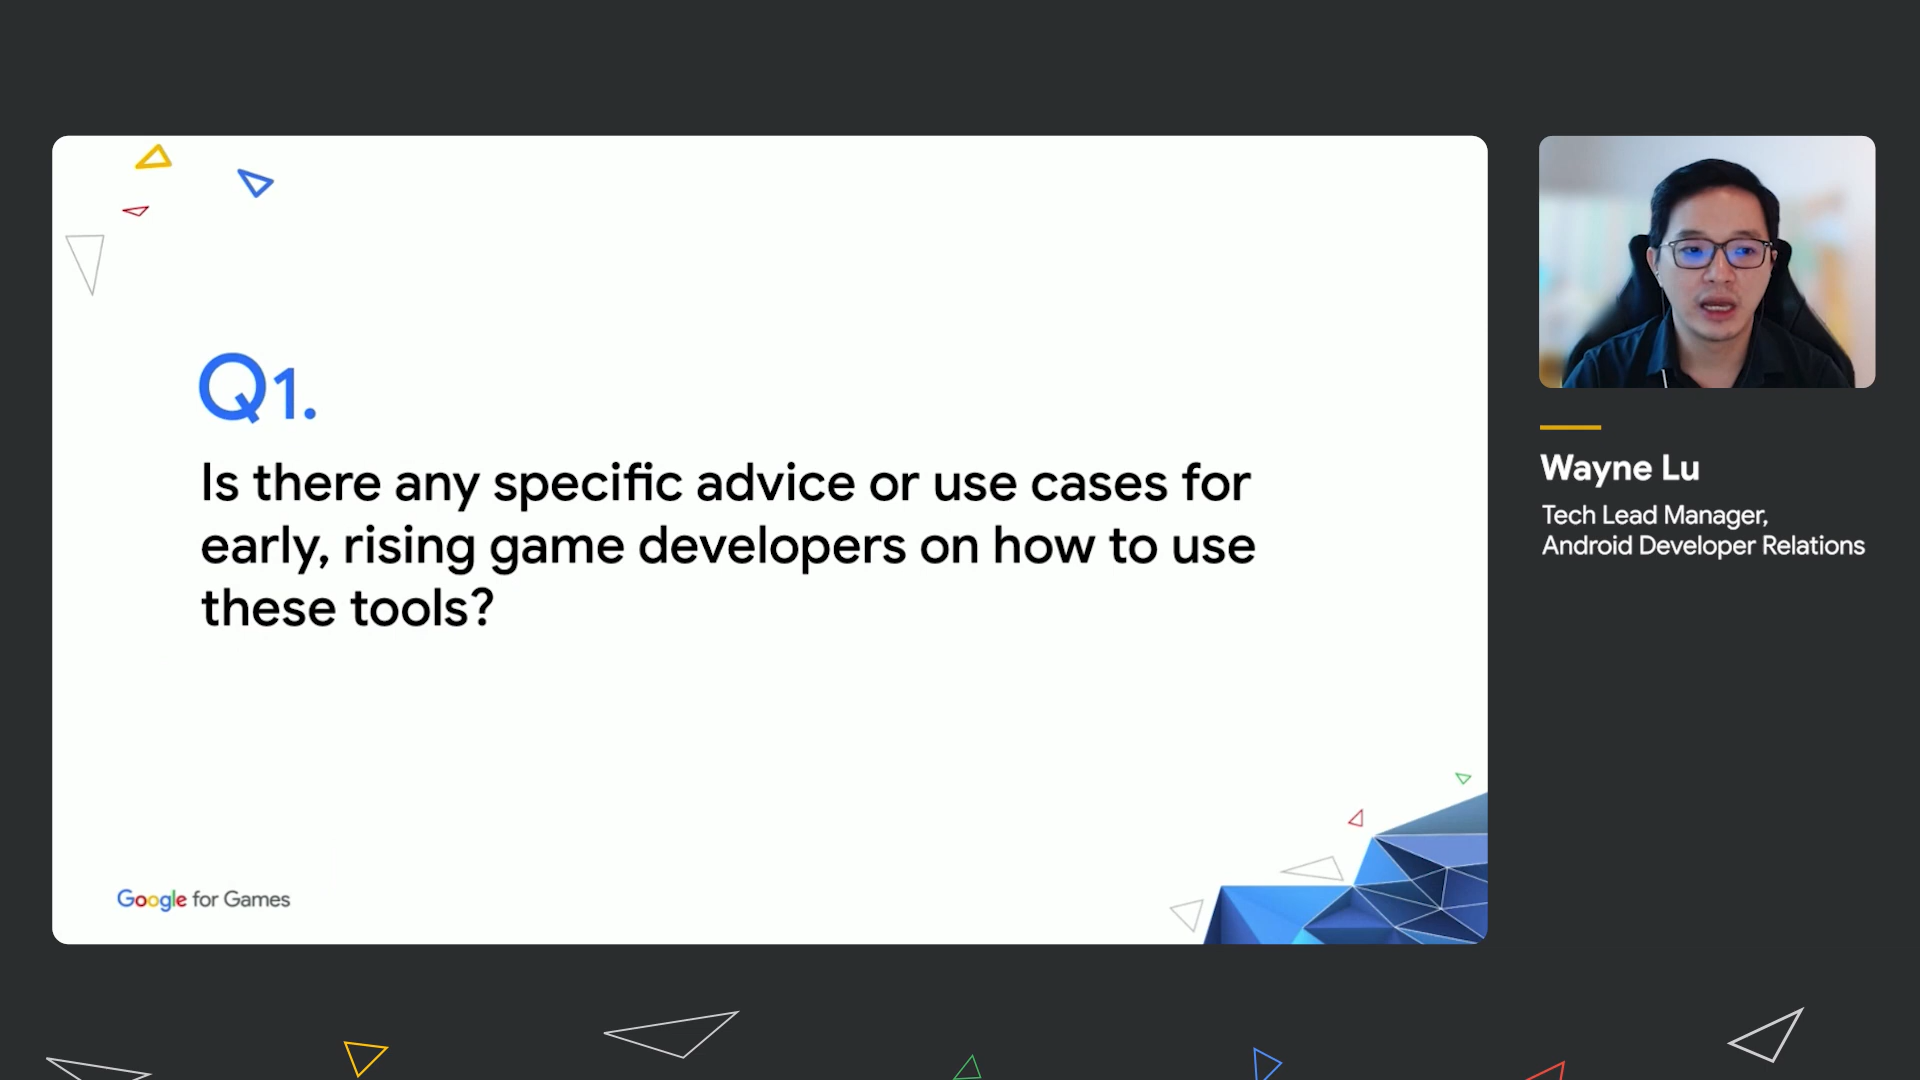 Q1.
Is there any specific advice or use cases for
early, rising game developers on how to use
these tools?
Google for Games
Wayne Lu
Tech Lead Manager,
Android Developer Relations